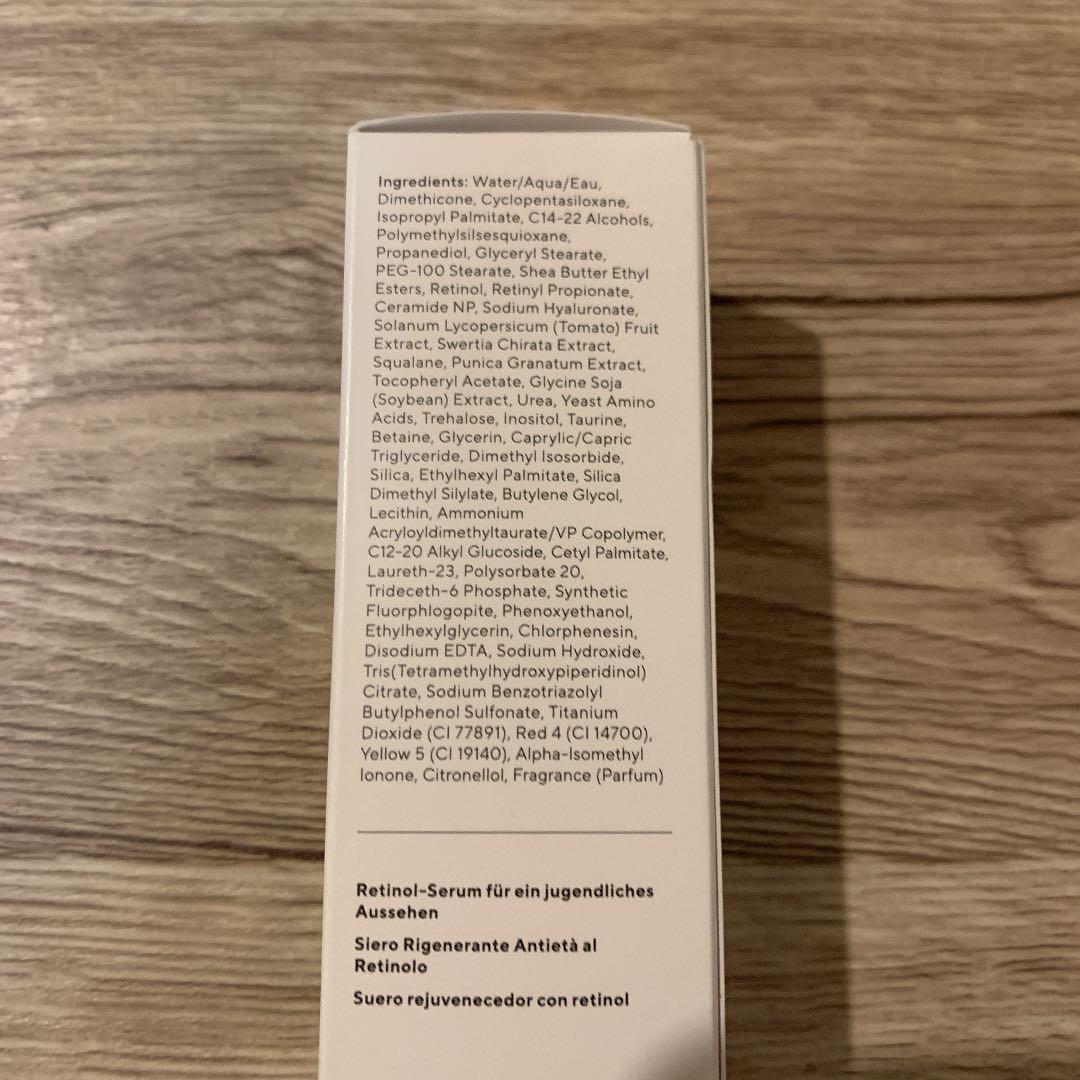 Ingredients: Water/Aqua/Eau,
Dimethicone, Cyclopentasiloxane,
Isopropyl Palmitate, C14-22 Alcohols,
Polymethylsilsesquioxane,
Propanediol, Glyceryl Stearate,
PEG-100 Stearate, Shea Butter Ethyl
Esters, Retinol, Retinyl Propionate,
Ceramide NP, Sodium Hyaluronate,
Solanum Lycopersicum (Tomato) Fruit
Extract, Swertia Chirata Extract,
Squalane, Punica Granatum Extract,
Tocopheryl Acetate, Glycine Soja
(Soybean) Extract, Urea, Yeast Amino
Acids, Trehalose, Inositol, Taurine,
Betaine, Glycerin, Caprylic/Capric
Triglyceride, Dimethyl Isosorbide,
Silica, Ethylhexyl Palmitate, Silica
Dimethyl Silylate, Butylene Glycol,
Lecithin, Ammonium
Acryloyldimethyltaurate/VP Copolymer,
C12-20 Alkyl Glucoside, Cetyl Palmitate,
Laureth-23, Polysorbate 20,
Trideceth-6 Phosphate, Synthetic
Fluorphlogopite, Phenoxyethanol,
Ethylhexylglycerin, Chlorphenesin,
Disodium EDTA, Sodium Hydroxide,
Tris(Tetramethylhydroxypiperidinol)
Citrate, Sodium Benzotriazolyl
Butylphenol Sulfonate, Titanium
Dioxide (CI 77891), Red 4 (CI 14700),
Yellow 5 (CI 19140), Alpha-Isomethyl
Ionone, Citronellol, Fragrance (Parfum)
Retinol-Serum für ein jugendliches
Aussehen
Siero Rigenerante Antietà al
Retinolo
Suero rejuvenecedor con retinol